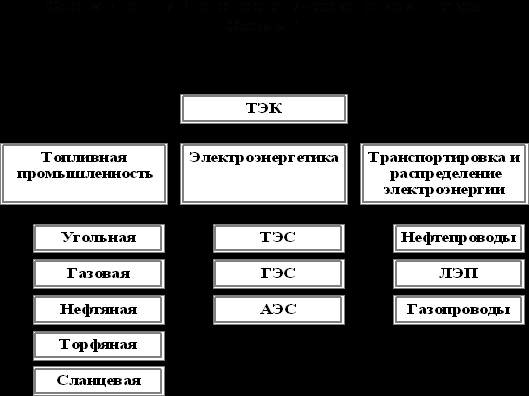 ТЭК
Топливная
промышленность
Электроэнергетика
Транспортировка и
распределение
электроэнергии
Угольная
ТЭС
Нефтепроводы
Газовая
ГЭС
ЛЭП
Нефтяная
АЭС
Газопроводы
Торфяная
Сланцевая